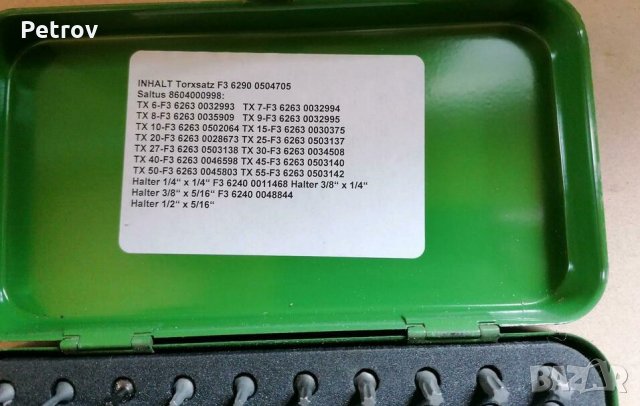 Petrov
INHALT Torxsatz F3 6290 0504705
Saltus 8604000998:
TX 6-F3 6263 0032993 TX 7-F3 6263 0032994
TX 8-F3 6263 0035909 TX 9-F3 6263 0032995
TX 10-F3 6263 0502064 TX 15-F3 6263 0030375
TX 20-F3 6263 0028673 TX 25-F3 6263 0503137
TX 27-F3 6263 0503138 TX 30-F3 6263 0034508
TX 40-F3 6263 0046598 TX 45-F3 6263 0503140
TX 50-F3 6263 0045803 TX 55-F3 6263 0503142
Halter 1/4“ x 1/4“ F3 6240 0011468 Halter 3/8“ x 1/4“
Halter 3/8“ x 5/16“ F3 6240 0048844
Halter 1/2“ x 5/16“
bazar.bg